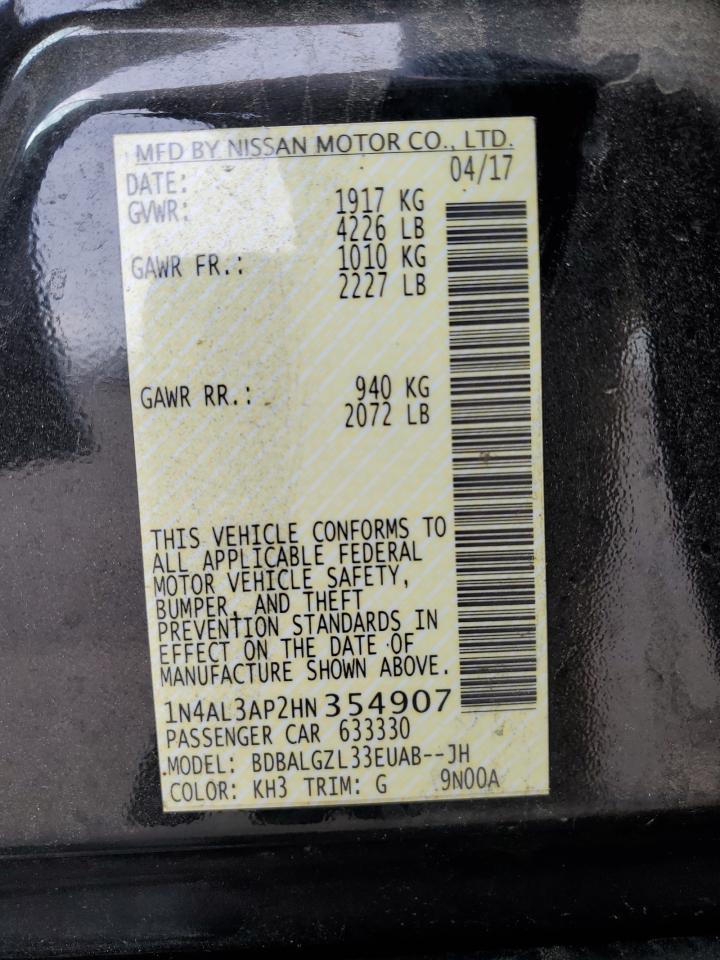 MFD BY NISSAN MOTOR CO., LTD.
DATE: 04/17
GVWR: 1917 KG
4226 LB
GAWR FR.: 1010 KG
2227 LB
GAWR RR.: 940 KG
2072 LB
THIS VEHICLE CONFORMS TO
ALL APPLICABLE FEDERAL
MOTOR VEHICLE SAFETY,
BUMPER, AND THEFT
PREVENTION STANDARDS IN
EFFECT ON THE DATE OF
MANUFACTURE SHOWN ABOVE.
1N4AL3AP2HN 354907
PASSENGER CAR 633330
MODEL: BDBALGZL33EUAB--JH
COLOR: KH3 TRIM: G 9N00A